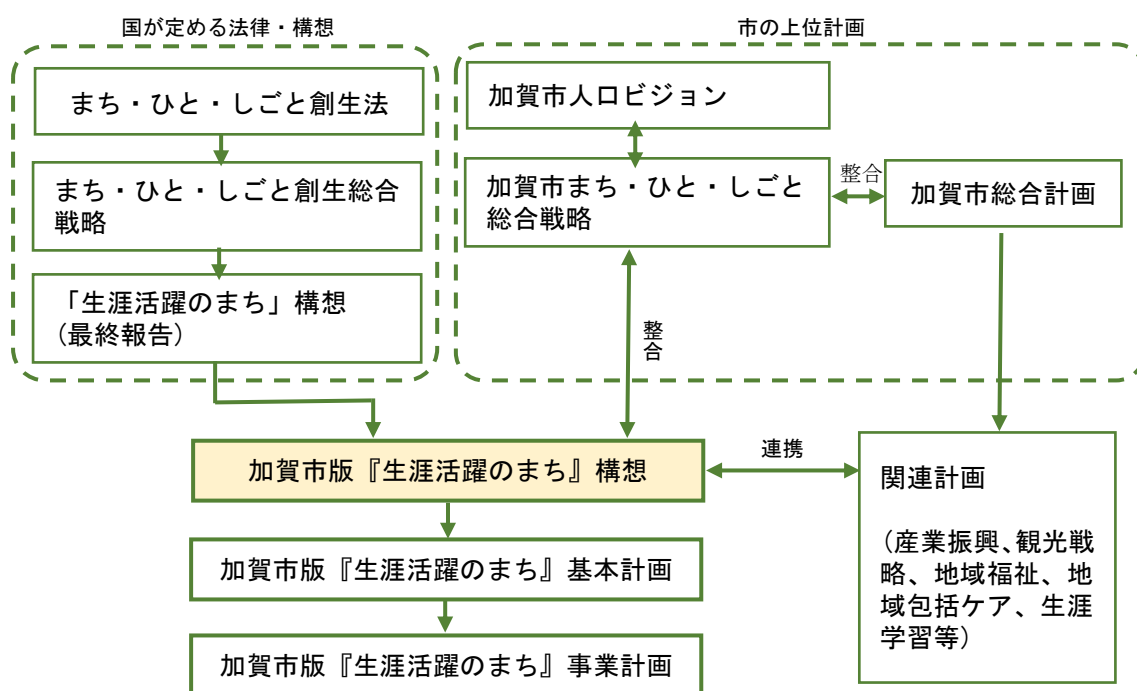 国が定める法律・構想
まち・ひと・しごと創生法
まち・ひと・しごと創生総合
戦略
「生涯活躍のまち」構想
(最終報告)
市の上位計画
加賀市人口ビジョン
加賀市まち・ひと・しごと
総合戦略
整合
加賀市総合計画
整合
加賀市版『生涯活躍のまち』構想
連携
関連計画
(産業振興、観光戦
略、地域福祉、地
域包括ケア、生涯
学習等)
加賀市版『生涯活躍のまち』基本計画
加賀市版『生涯活躍のまち』事業計画